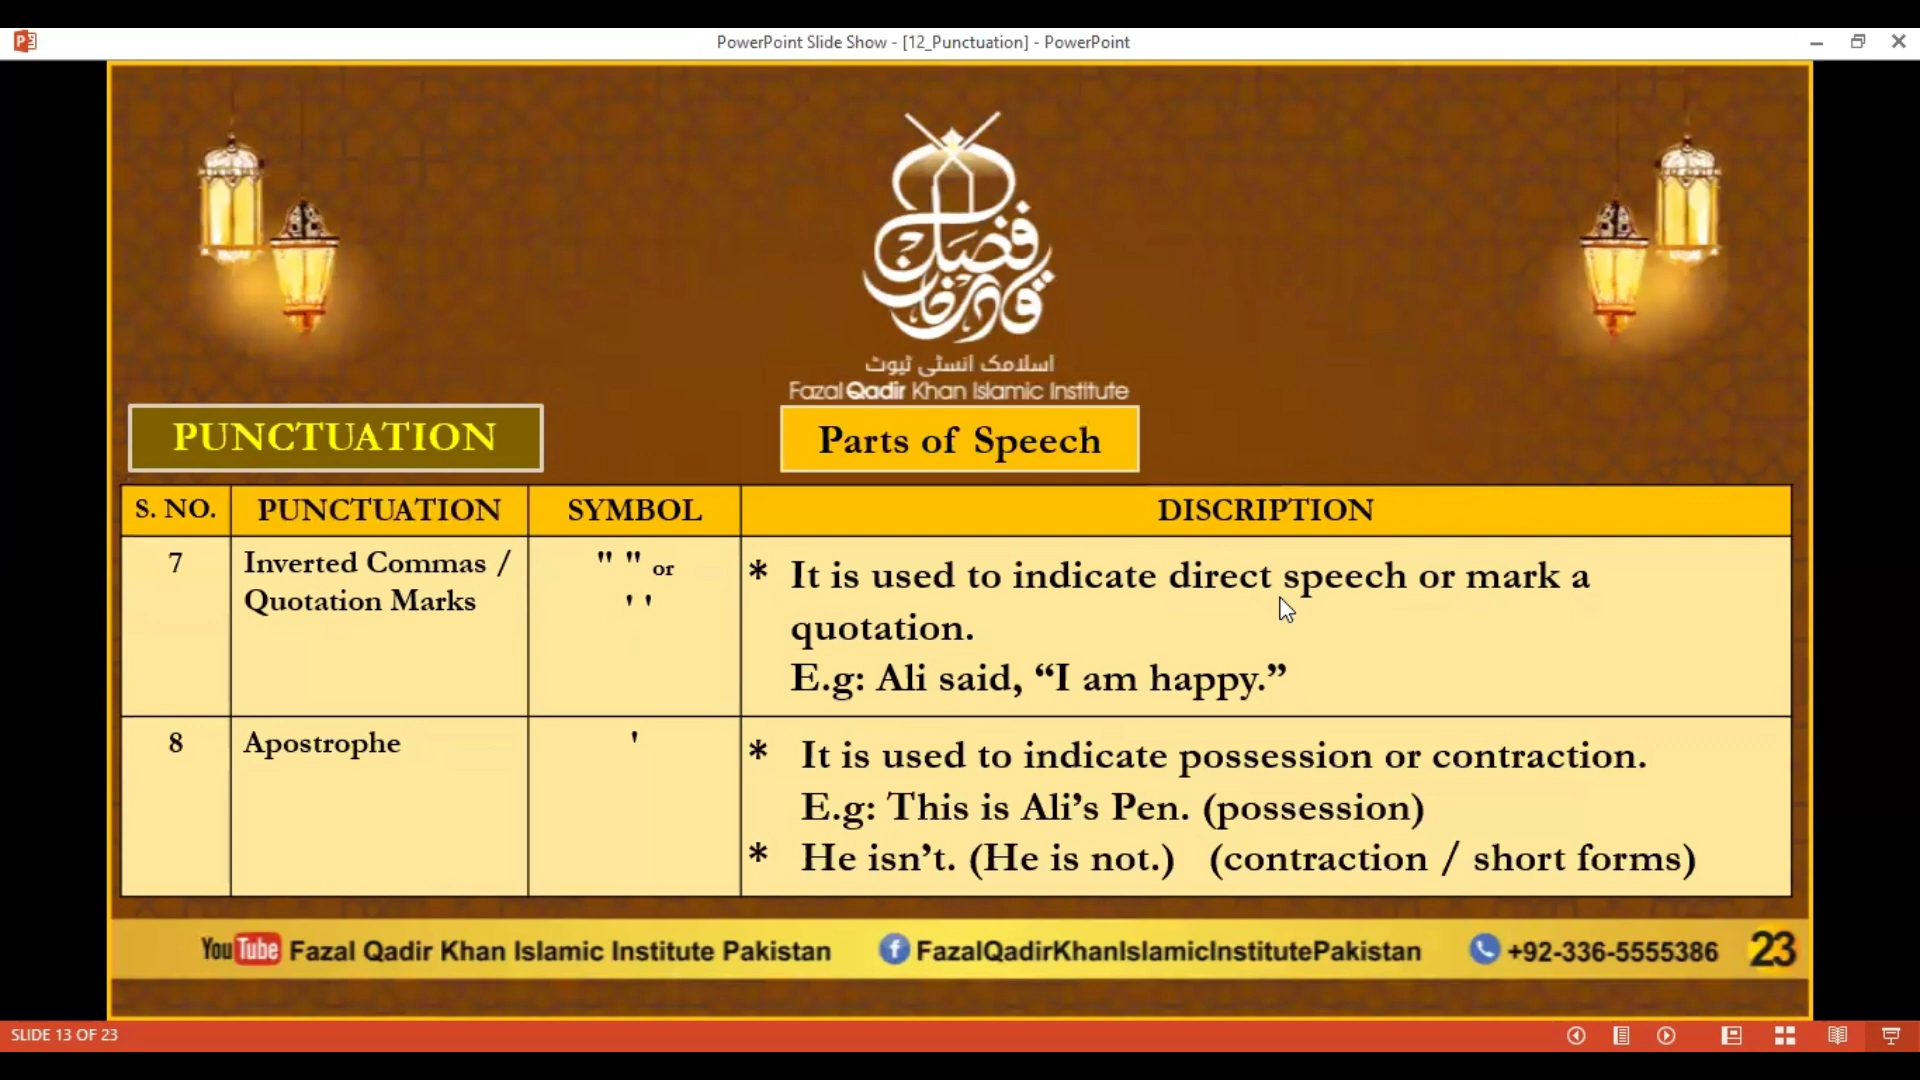 PowerPoint Slide Show - [12_Punctuation] - PowerPoint
فضل قادر خان
اسلامک انسٹی ٹیوٹ
Fazal Qadir Khan Islamic Institute
PUNCTUATION
Parts of Speech
S. NO. PUNCTUATION SYMBOL DISCRIPTION
7 Inverted Commas / " " or * It is used to indicate direct speech or mark a
Quotation Marks ' ' quotation.
E.g: Ali said, “I am happy.”
8 Apostrophe ' * It is used to indicate possession or contraction.
E.g: This is Ali’s Pen. (possession)
* He isn’t. (He is not.) (contraction / short forms)
YouTube Fazal Qadir Khan Islamic Institute Pakistan f FazalQadirKhanIslamicInstitutePakistan +92-336-5555386 23
SLIDE 13 OF 23